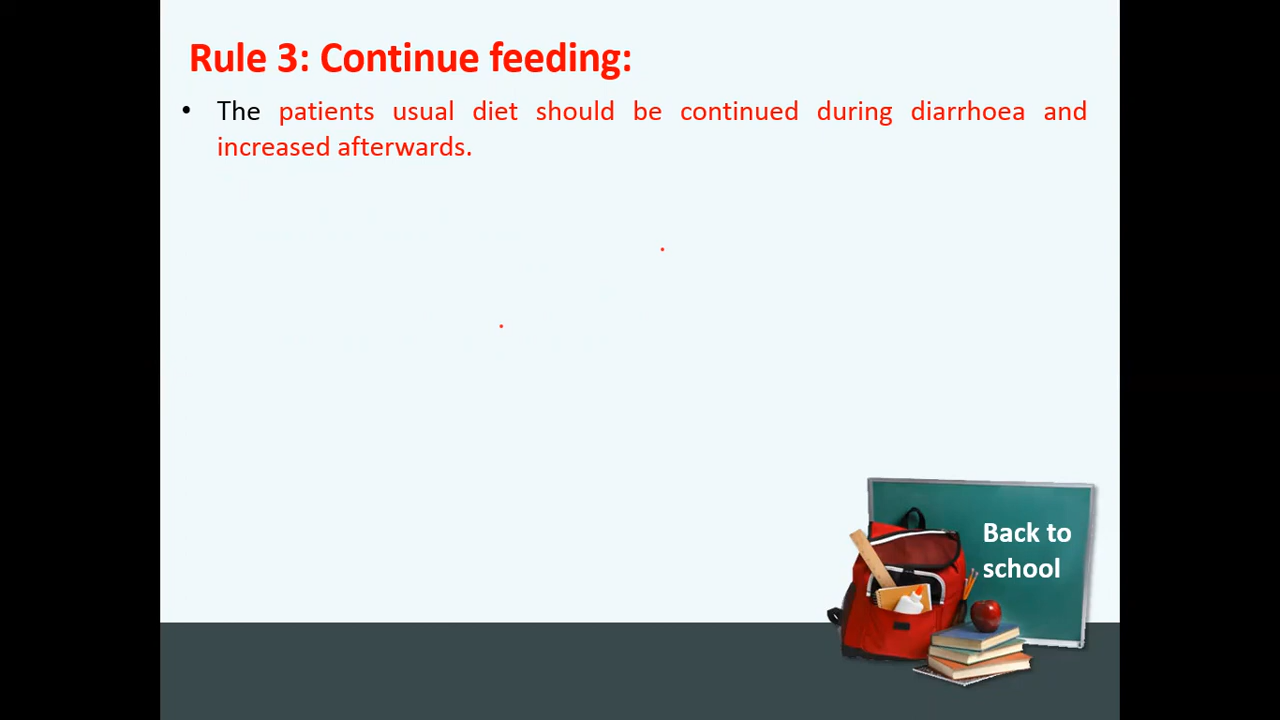 Rule 3: Continue feeding:
• The patients usual diet should be continued during diarrhoea and
increased afterwards.
Back to
school